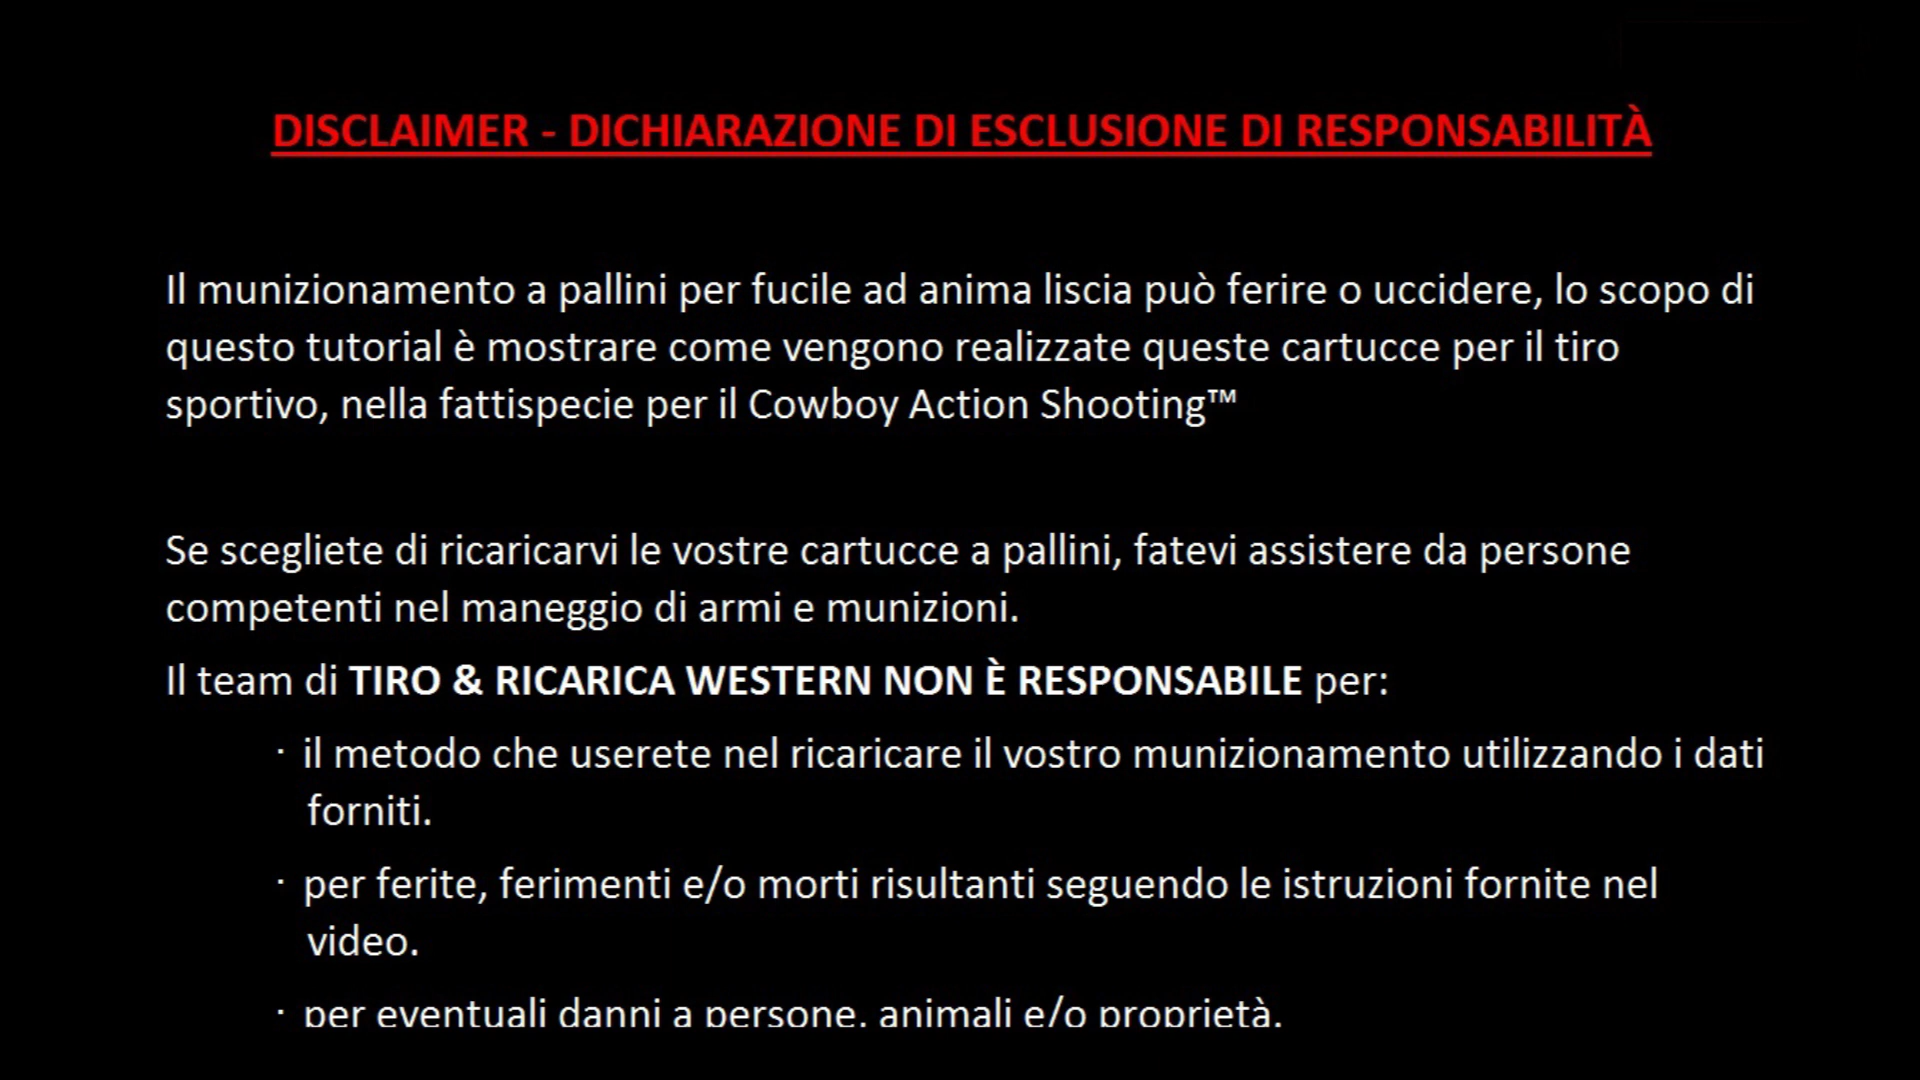 DISCLAIMER - DICHIARAZIONE DI ESCLUSIONE DI RESPONSABILITÀ
Il munizionamento a pallini per fucile ad anima liscia può ferire o uccidere, lo scopo di
questo tutorial è mostrare come vengono realizzate queste cartucce per il tiro
sportivo, nella fattispecie per il Cowboy Action Shooting™
Se scegliete di ricaricarvi le vostre cartucce a pallini, fatevi assistere da persone
competenti nel maneggio di armi e munizioni.
Il team di TIRO & RICARICA WESTERN NON È RESPONSABILE per:
· il metodo che userete nel ricaricare il vostro munizionamento utilizzando i dati
forniti.
· per ferite, ferimenti e/o morti risultanti seguendo le istruzioni fornite nel
video.
· per eventuali danni a persone, animali e/o proprietà.